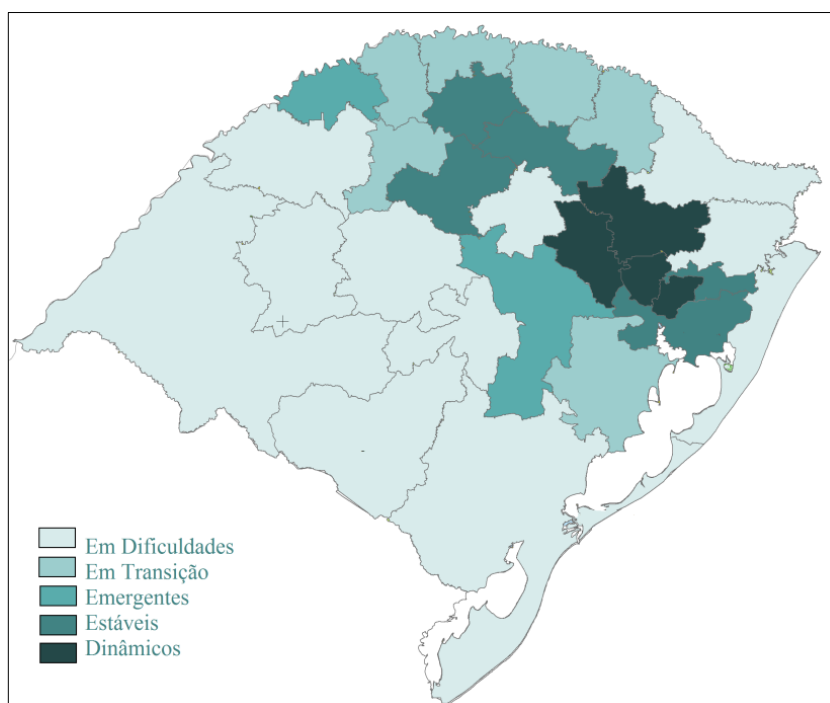 Em Dificuldades
Em Transição
Emergentes
Estáveis
Dinâmicos